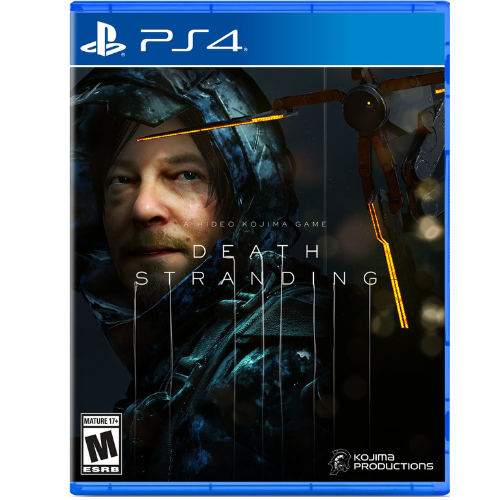 PS4
A HIDEO KOJIMA GAME
DEATH
STRANDING
MATURE 17+
M
ESRB
KOJIMA
PRODUCTIONS